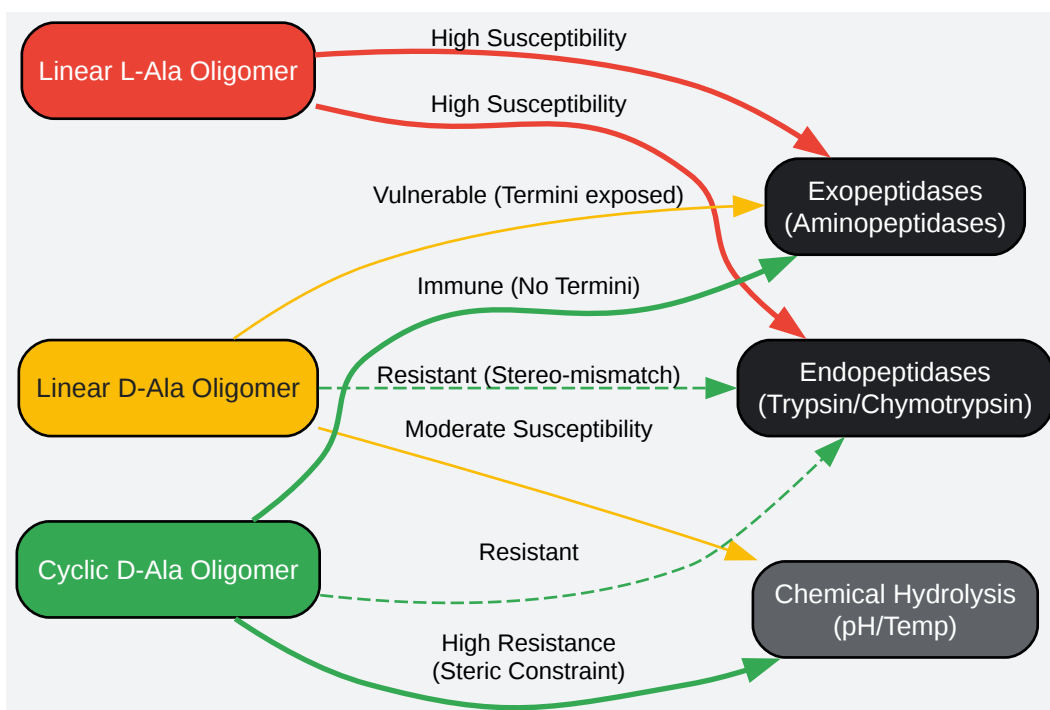 High Susceptibility
Linear L-Ala Oligomer
High Susceptibility
Vulnerable (Termini exposed)
Exopeptidases
(Aminopeptidases)
Immune (No Termini)
Linear D-Ala Oligomer
Resistant (Stereo-mismatch)
Endopeptidases
(Trypsin/Chymotrypsin)
Moderate Susceptibility
Cyclic D-Ala Oligomer
Resistant
Chemical Hydrolysis
(pH/Temp)
High Resistance
(Steric Constraint)